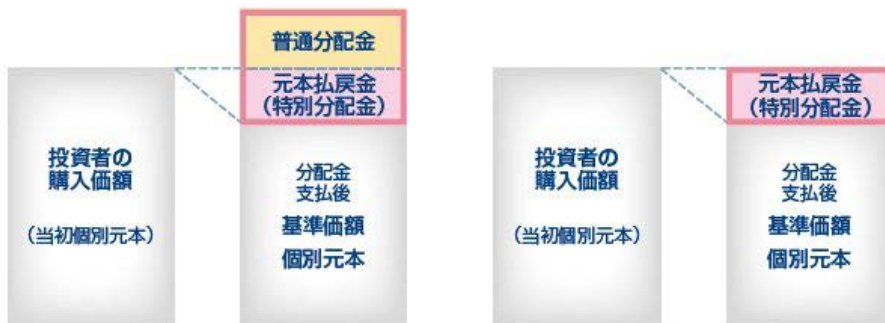 普通分配金
元本払戻金
（特別分配金）
投資者の
購入価額
（当初個別元本）
分配金
支払後
基準価額
個別元本
元本払戻金
（特別分配金）
投資者の
購入価額
（当初個別元本）
分配金
支払後
基準価額
個別元本